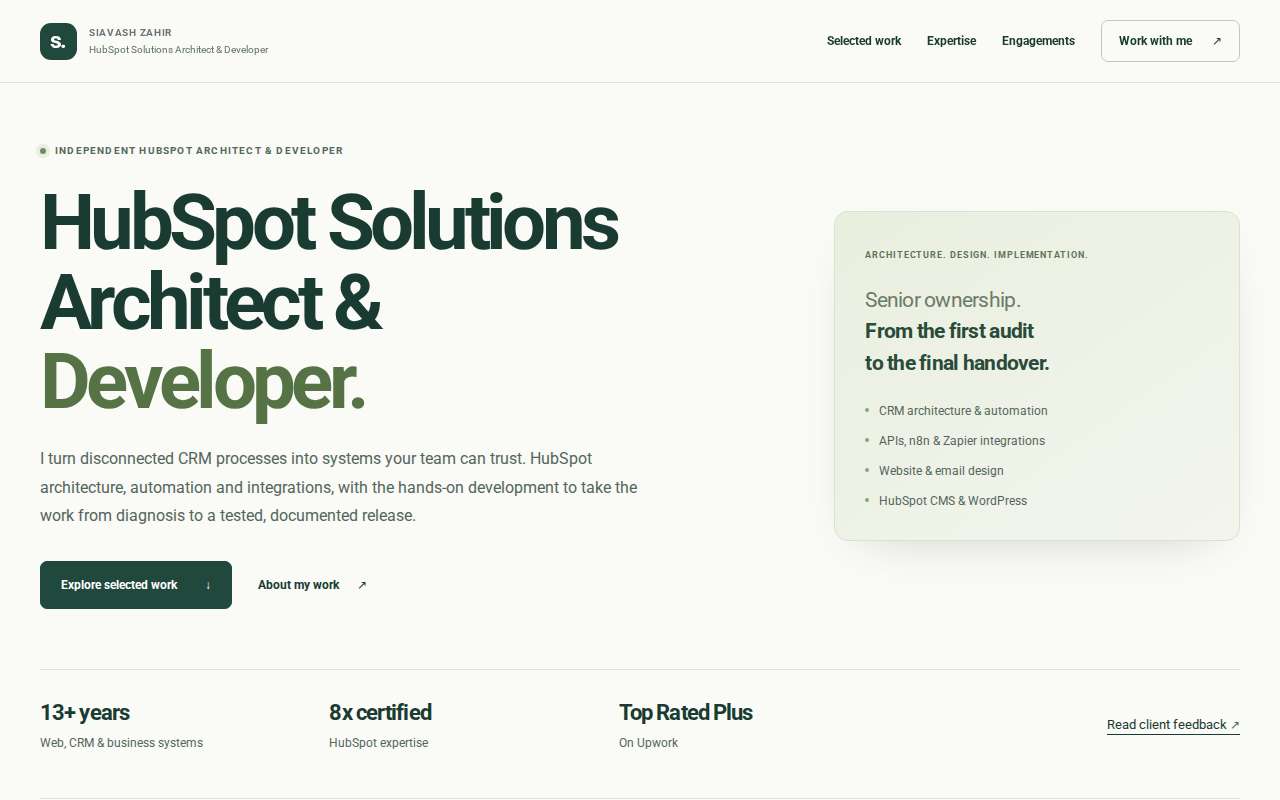 s.
SIAVASH ZAHIR
HubSpot Solutions Architect & Developer
Selected work
Expertise
Engagements
Work with me ↗
INDEPENDENT HUBSPOT ARCHITECT & DEVELOPER
HubSpot Solutions
Architect &
Developer.
I turn disconnected CRM processes into systems your team can trust. HubSpot
architecture, automation and integrations, with the hands-on development to take the
work from diagnosis to a tested, documented release.
Explore selected work ↓
About my work ↗
ARCHITECTURE. DESIGN. IMPLEMENTATION.
Senior ownership.
From the first audit
to the final handover.
• CRM architecture & automation
• APIs, n8n & Zapier integrations
• Website & email design
• HubSpot CMS & WordPress
13+ years
Web, CRM & business systems
8x certified
HubSpot expertise
Top Rated Plus
On Upwork
Read client feedback ↗